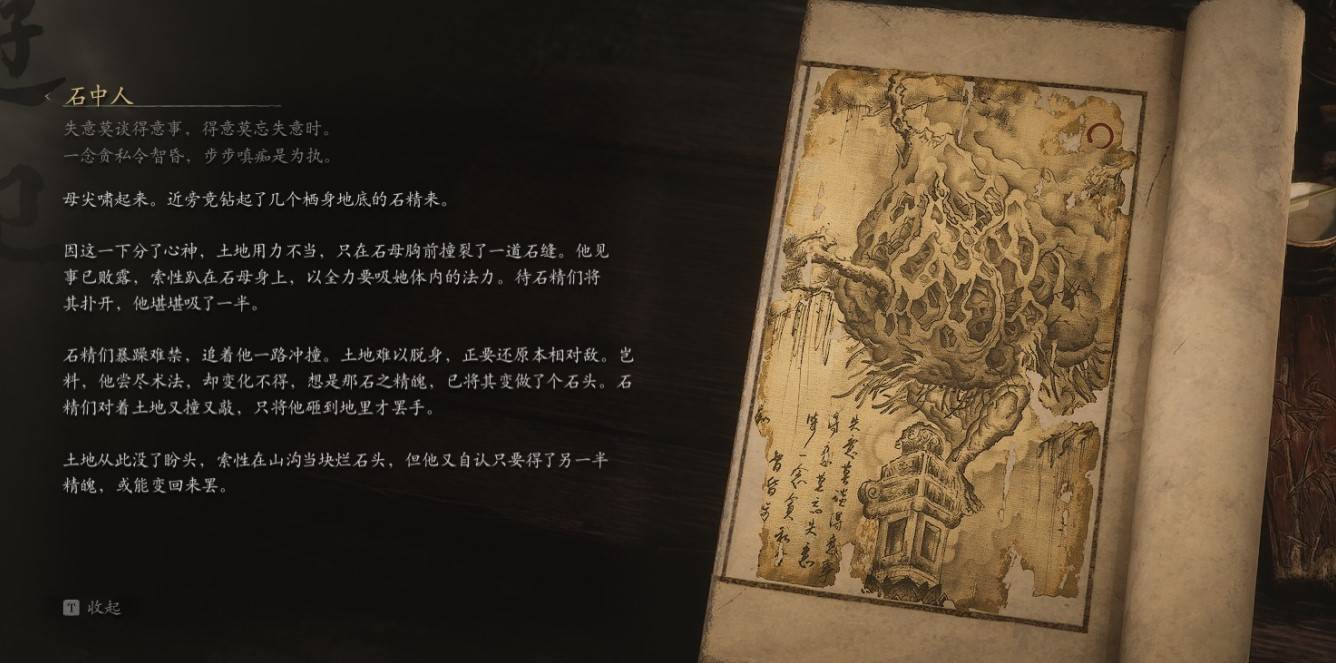 石中人
失意莫谈得意事，得意莫忘失意时。
一念贪私令智昏，步步嗔痴是为执。
母尖啸起来。近旁竟钻起了几个栖身地底的石精来。
因这一下分了心神，土地用力不当，只在石母胸前撞裂了一道石缝。他见
事已败露，索性趴在石母身上，以全力要吸她体内的法力。待石精们将
其扑开，他堪堪吸了一半。
石精们暴躁难禁，追着他一路冲撞。土地难以脱身，正要还原本相对敌。岂
料，他尝尽术法，却变化不得，想是那石之精魄，已将其变做了个石头。石
精们对着土地又撞又敲，只将他砸到地里才罢手。
土地从此没了盼头，索性在山沟当块烂石头，但他又自认只要得了另一半
精魄，或能变回来罢。
T 收起